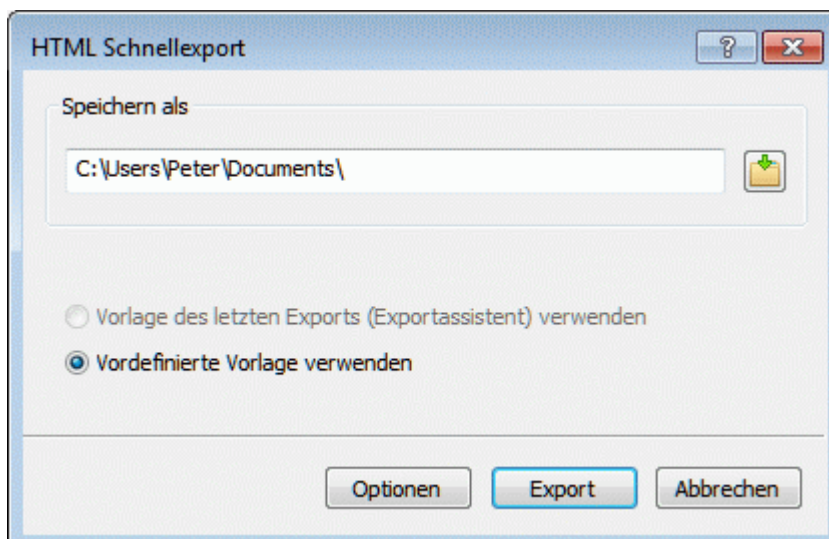 HTML Schnellexport
Speichern als
C:\Users\Peter\Documents\
Vorlage des letzten Exports (Exportassistent) verwenden
Vordefinierte Vorlage verwenden
Optionen Export Abbrechen